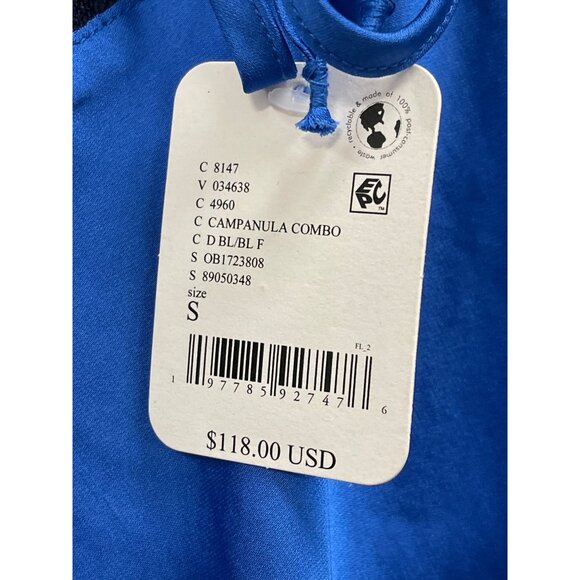 recyclable & made of 100% post-consumer waste •
C 8147
V 034638
C 4960
C CAMPANULA COMBO
C D BL/BL F
S OB1723808
S 89050348
size
S
EPC™
FL_2
1 97785 92747 6
$118.00 USD